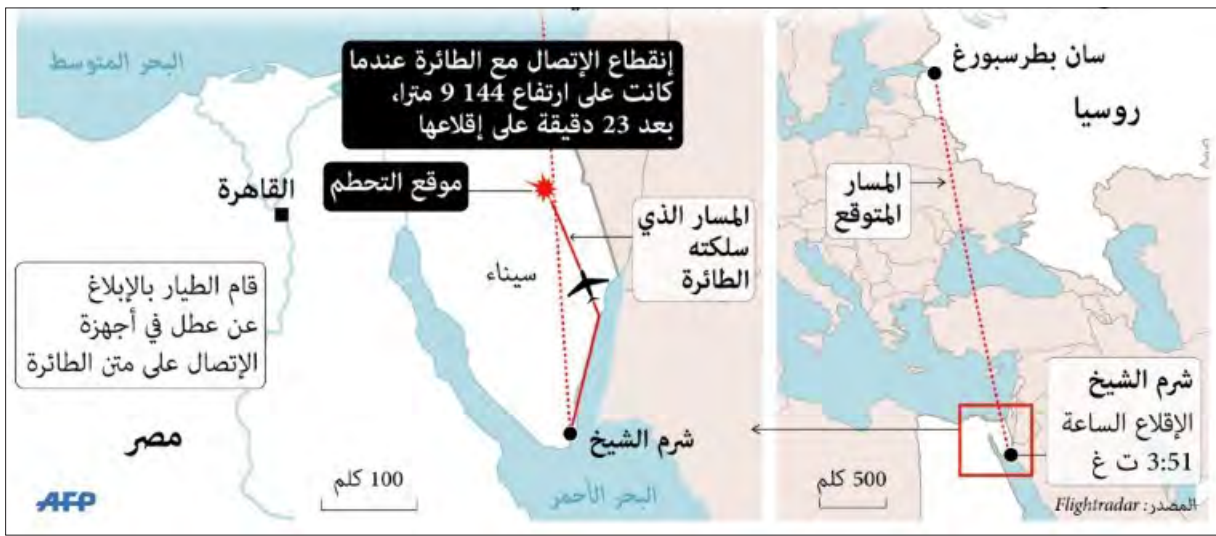 سان بطرسبورغ
روسيا
المسار
المتوقع
شرم الشيخ
الإقلاع الساعة
3:51 ت غ
500 كلم
المصدر: Flightradar
البحر المتوسط
إنقطاع الإتصال مع الطائرة عندما
كانت على ارتفاع 144 9 مترا،
بعد 23 دقيقة على إقلاعها
موقع التحطم
القاهرة
المسار الذي
سلكته
الطائرة
سيناء
قام الطيار بالإبلاغ
عن عطل في أجهزة
الإتصال على متن الطائرة
مصر
شرم الشيخ
100 كلم
البحر الأحمر
AFP